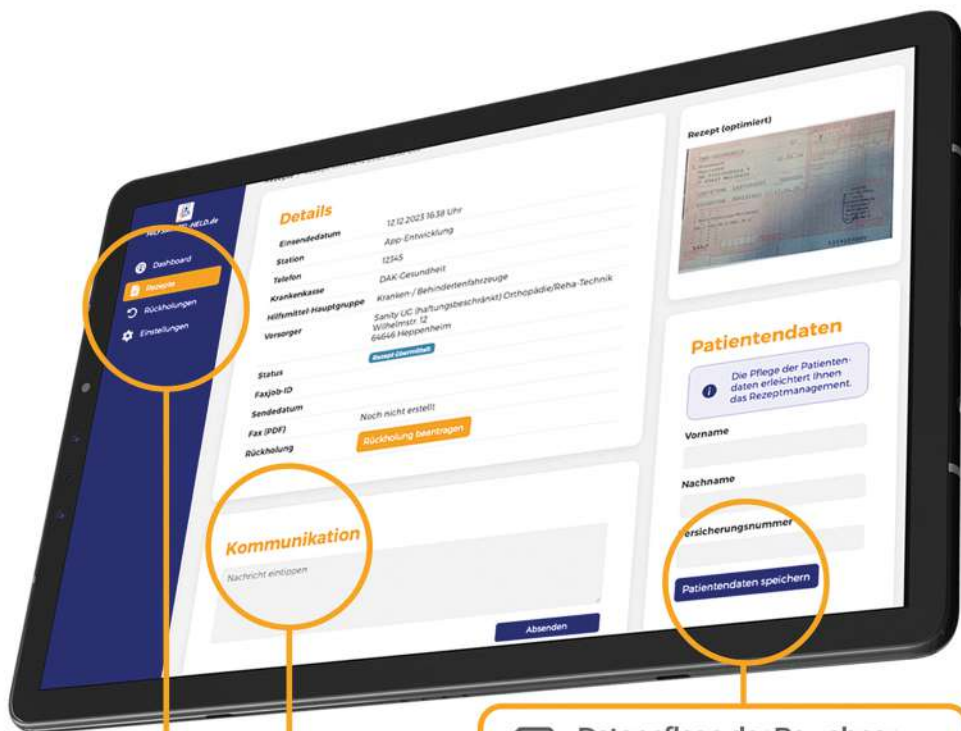 Dashboard
Rezepte
Rückholungen
Einstellungen
Details
Einsendedatum 12.12.2023 16:38 Uhr
Station App-Entwicklung
Telefon 12345
Krankenkasse DAK-Gesundheit
Hilfsmittel-Hauptgruppe Kranken-/ Behindertenfahrzeuge
Versorger Sanity UG (haftungsbeschränkt) Orthopädie/Reha-Technik
Wilhelmstr. 12
64646 Heppenheim
Status Rezept übermittelt
Faxjob-ID
Sendedatum
Fax (PDF) Noch nicht erstellt
Rückholung Rückholung beantragen
Kommunikation
Nachricht eintippen
Absenden
Rezept (optimiert)
Patientendaten
Die Pflege der Patienten-
daten erleichtert Ihnen
das Rezeptmanagement.
Vorname
Nachname
Versicherungsnummer
Patientendaten speichern